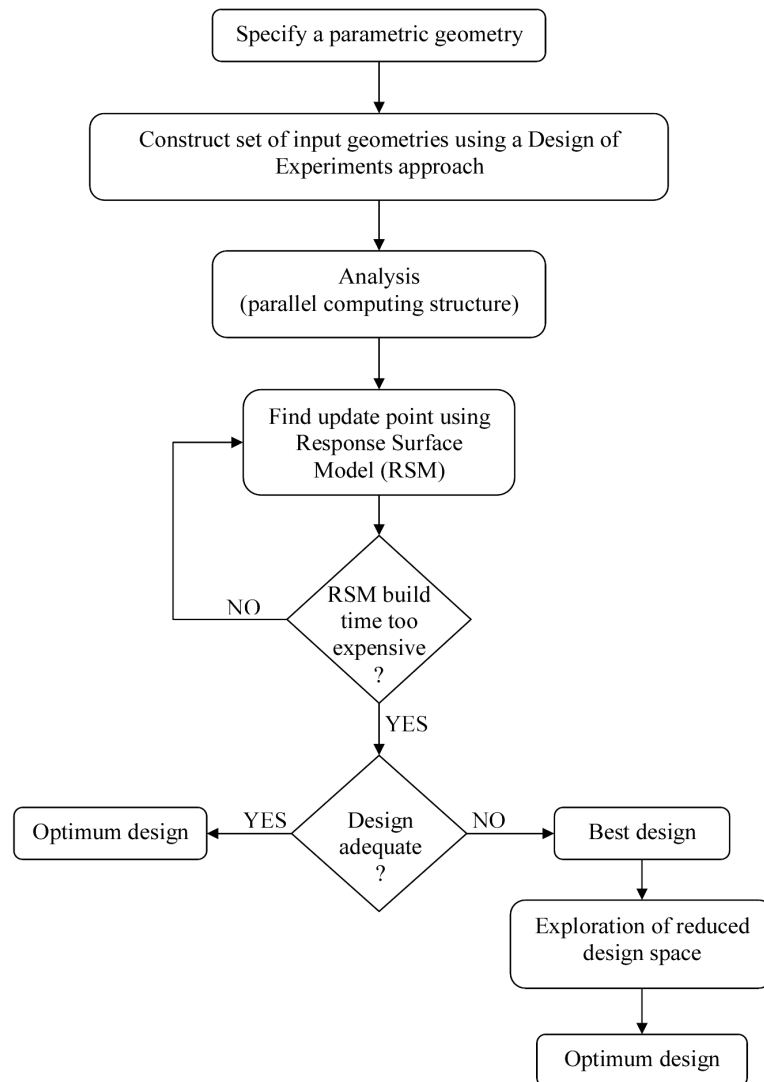 Specify a parametric geometry
Construct set of input geometries using a Design of
Experiments approach
Analysis
(parallel computing structure)
Find update point using
Response Surface
Model (RSM)
RSM build
time too
expensive
?
NO
YES
Design
adequate
?
YES
Optimum design
NO
Best design
Exploration of reduced
design space
Optimum design